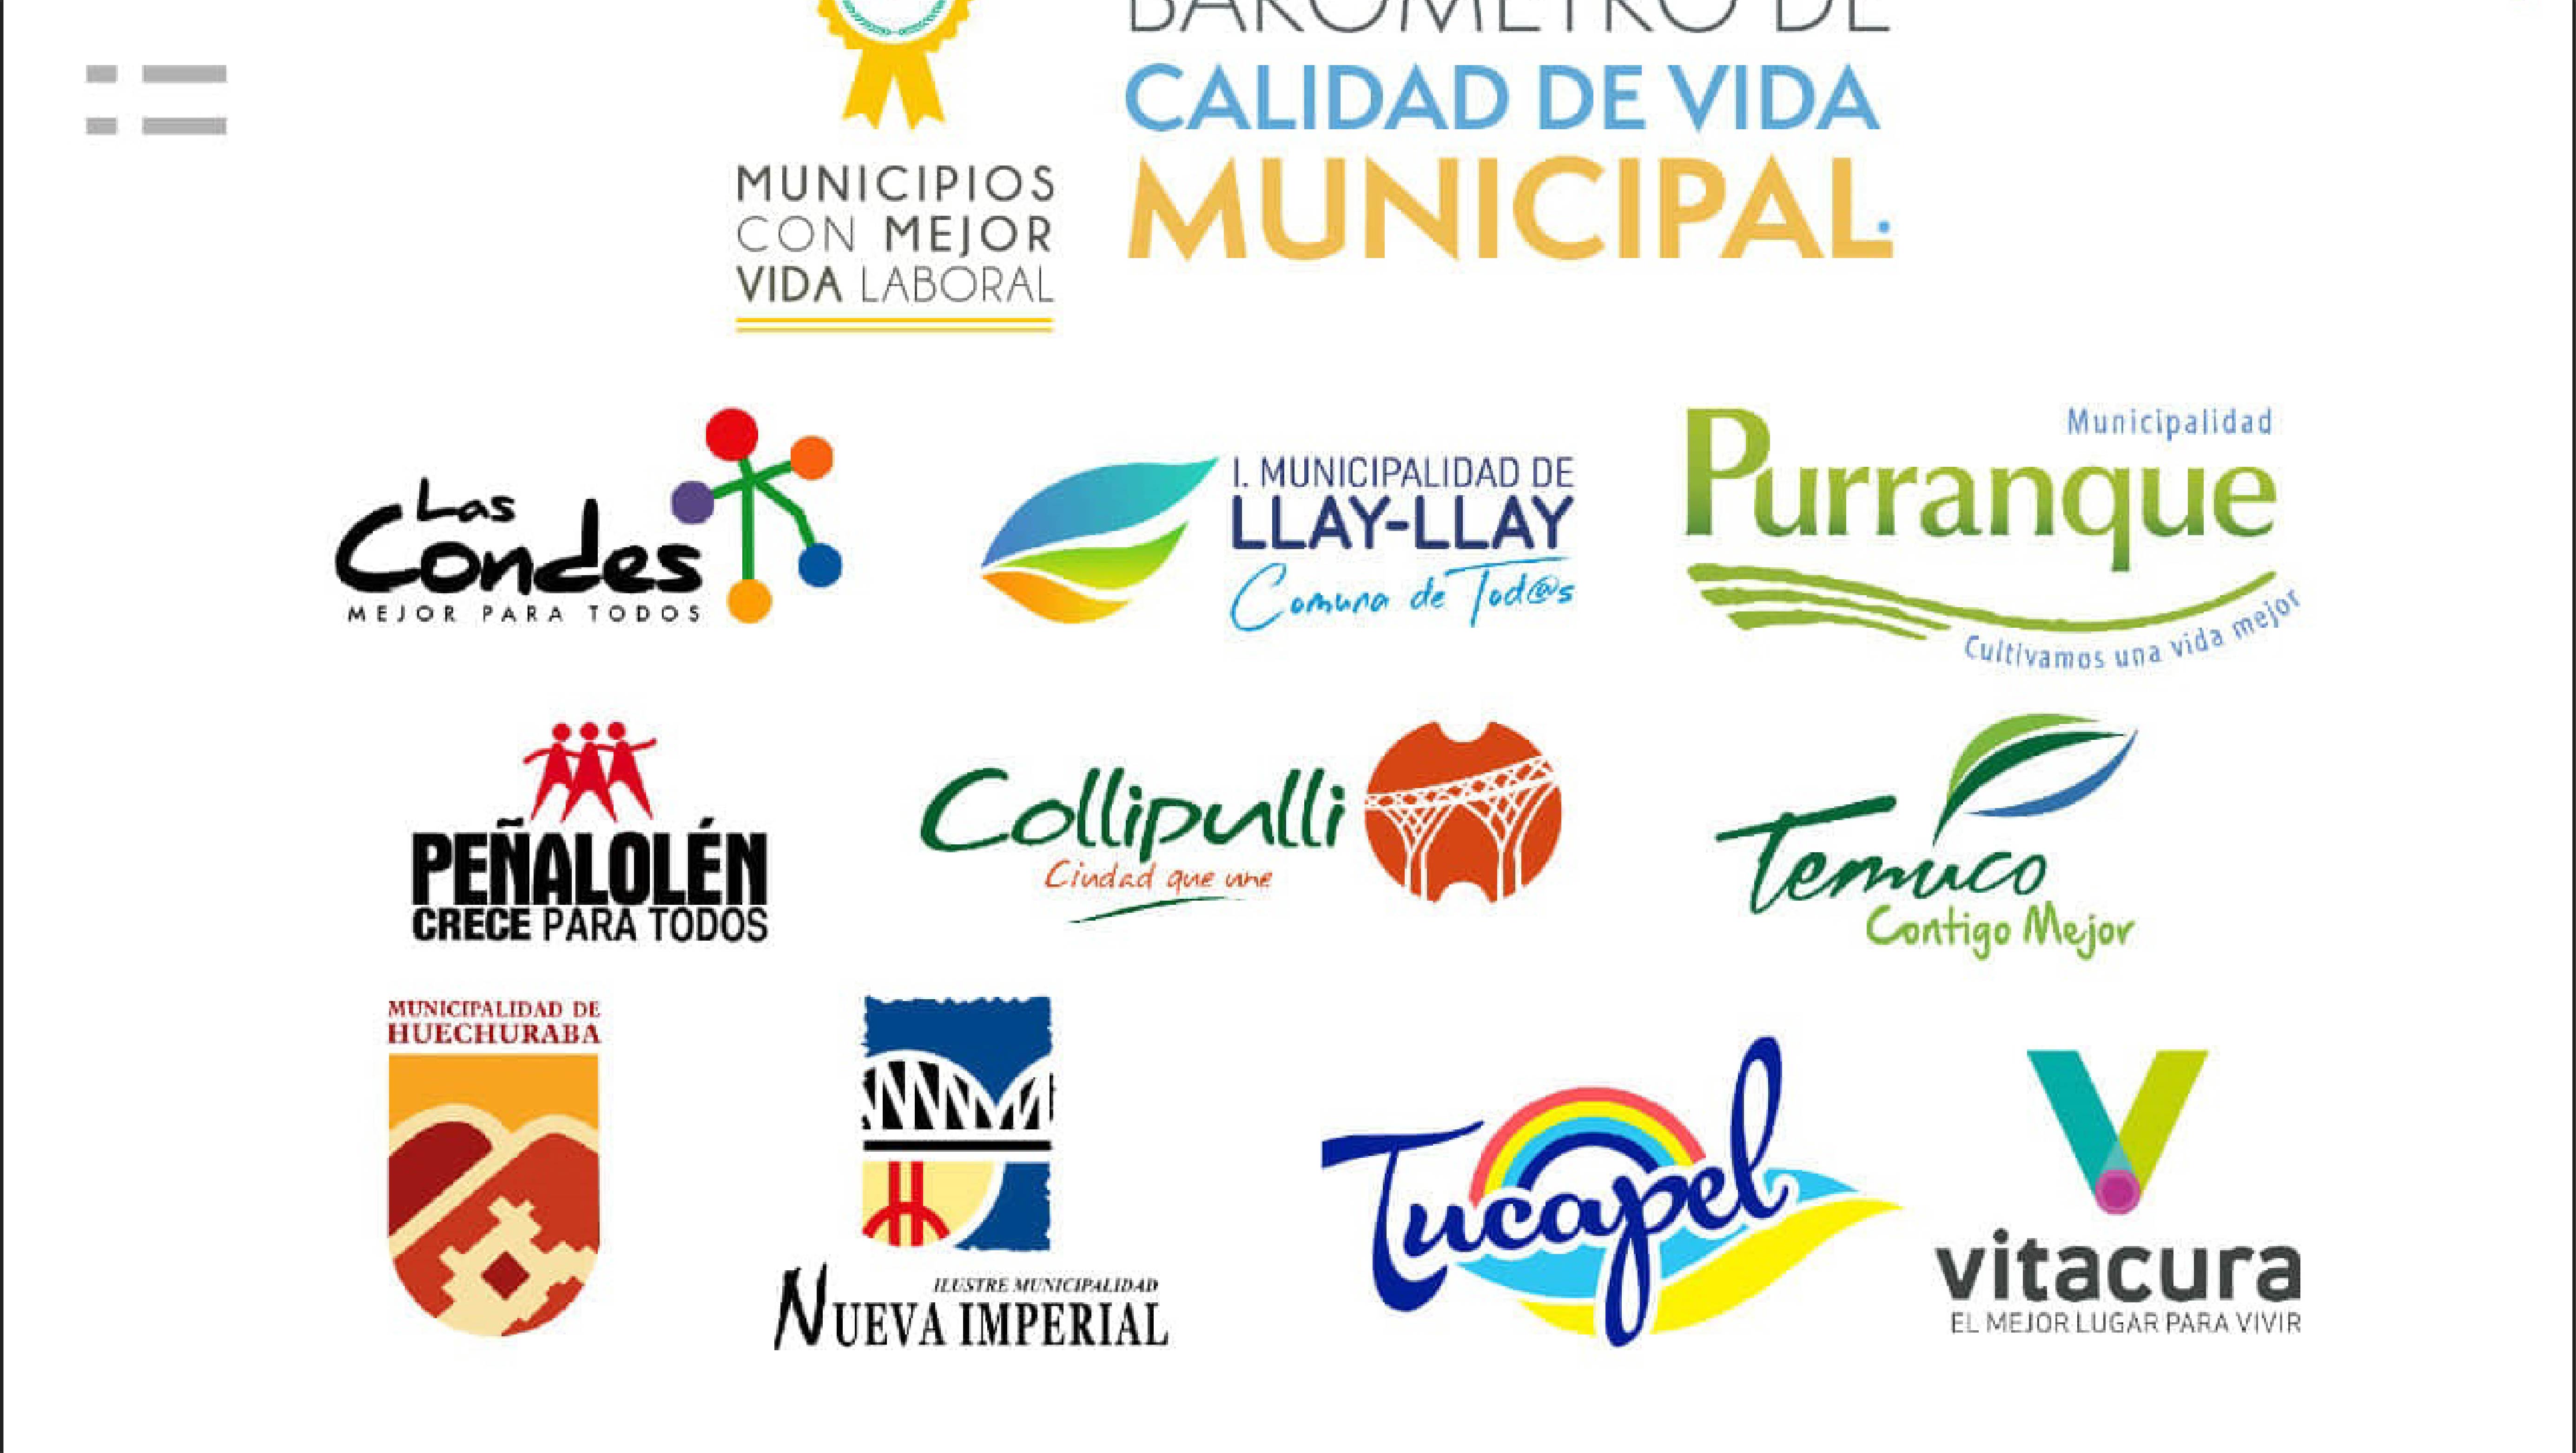 BARÓMETRO DE
CALIDAD DE VIDA
MUNICIPAL.
MUNICIPIOS
CON MEJOR
VIDA LABORAL
Las
Condes
MEJOR PARA TODOS
I. MUNICIPALIDAD DE
LLAY-LLAY
Comuna de Tod@s
Municipalidad
Purranque
Cultivamos una vida mejor
PEÑALOLÉN
CRECE PARA TODOS
Collipulli
Ciudad que une
Temuco
Contigo Mejor
MUNICIPALIDAD DE
HUECHURABA
ILUSTRE MUNICIPALIDAD
NUEVA IMPERIAL
Tucapel
vitacura
EL MEJOR LUGAR PARA VIVIR